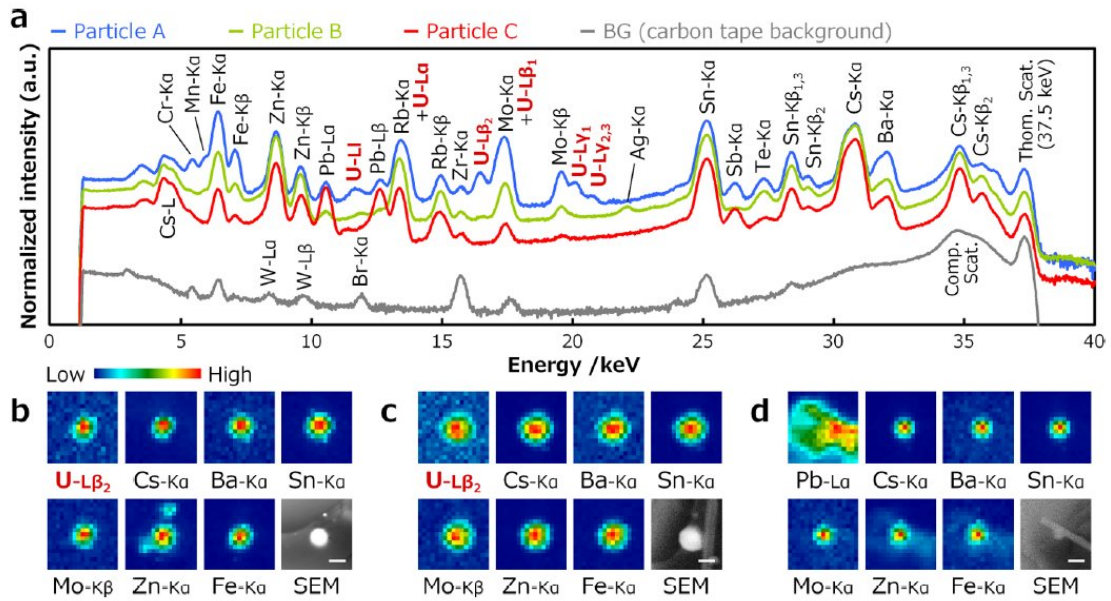 a
Particle A Particle B Particle C BG (carbon tape background)
Normalized intensity (a.u.)
Cr-Kα
Mn-Kα
Fe-Kα
Fe-Kβ
Cs-L
Zn-Kα
Zn-Kβ
Pb-Lα
U-Ll
Pb-Lβ
Rb-Kα
+U-Lα
Rb-Kβ
Zr-Kα
U-Lβ2
Mo-Kα
+U-Lβ1
Mo-Kβ
U-Lγ1
U-Lγ2,3
Ag-Kα
Sn-Kα
Sb-Kα
Te-Kα
Sn-Kβ1,3
Sn-Kβ2
Cs-Kα
Ba-Kα
Cs-Kβ1,3
Cs-Kβ2
Thom. Scat.
(37.5 keV)
W-Lα
W-Lβ
Br-Kα
Comp.
Scat.
0 5 10 15 20 25 30 35 40
Energy /keV
Low High
b c d
U-Lβ2 Cs-Kα Ba-Kα Sn-Kα U-Lβ2 Cs-Kα Ba-Kα Sn-Kα Pb-Lα Cs-Kα Ba-Kα Sn-Kα
Mo-Kβ Zn-Kα Fe-Kα SEM Mo-Kβ Zn-Kα Fe-Kα SEM Mo-Kα Zn-Kα Fe-Kα SEM